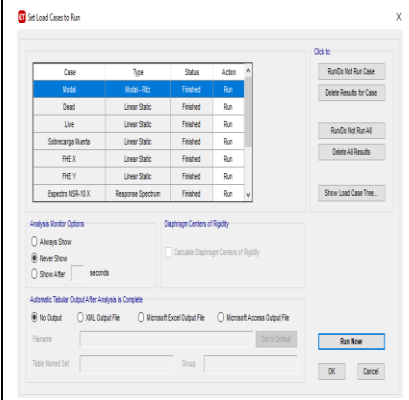 ET Set Load Cases to Run X
Click to:
Case Type Status Action
Modal Modal - Ritz Finished Run
Dead Linear Static Finished Run
Live Linear Static Finished Run
Sobrecarga Muerta Linear Static Finished Run
FHE X Linear Static Finished Run
FHE Y Linear Static Finished Run
Espectro NSR-10 X Response Spectrum Finished Run
Run/Do Not Run Case
Delete Results for Case
Run/Do Not Run All
Delete All Results
Show Load Case Tree...
Analysis Monitor Options
Always Show
Never Show
Show After seconds
Diaphragm Centers of Rigidity
Calculate Diaphragm Centers of Rigidity
Automatic Tabular Output After Analysis is Complete
No Output XML Output File Microsoft Excel Output File Microsoft Access Output File
Filename Set to Default
Table Named Set Group
Run Now
OK Cancel